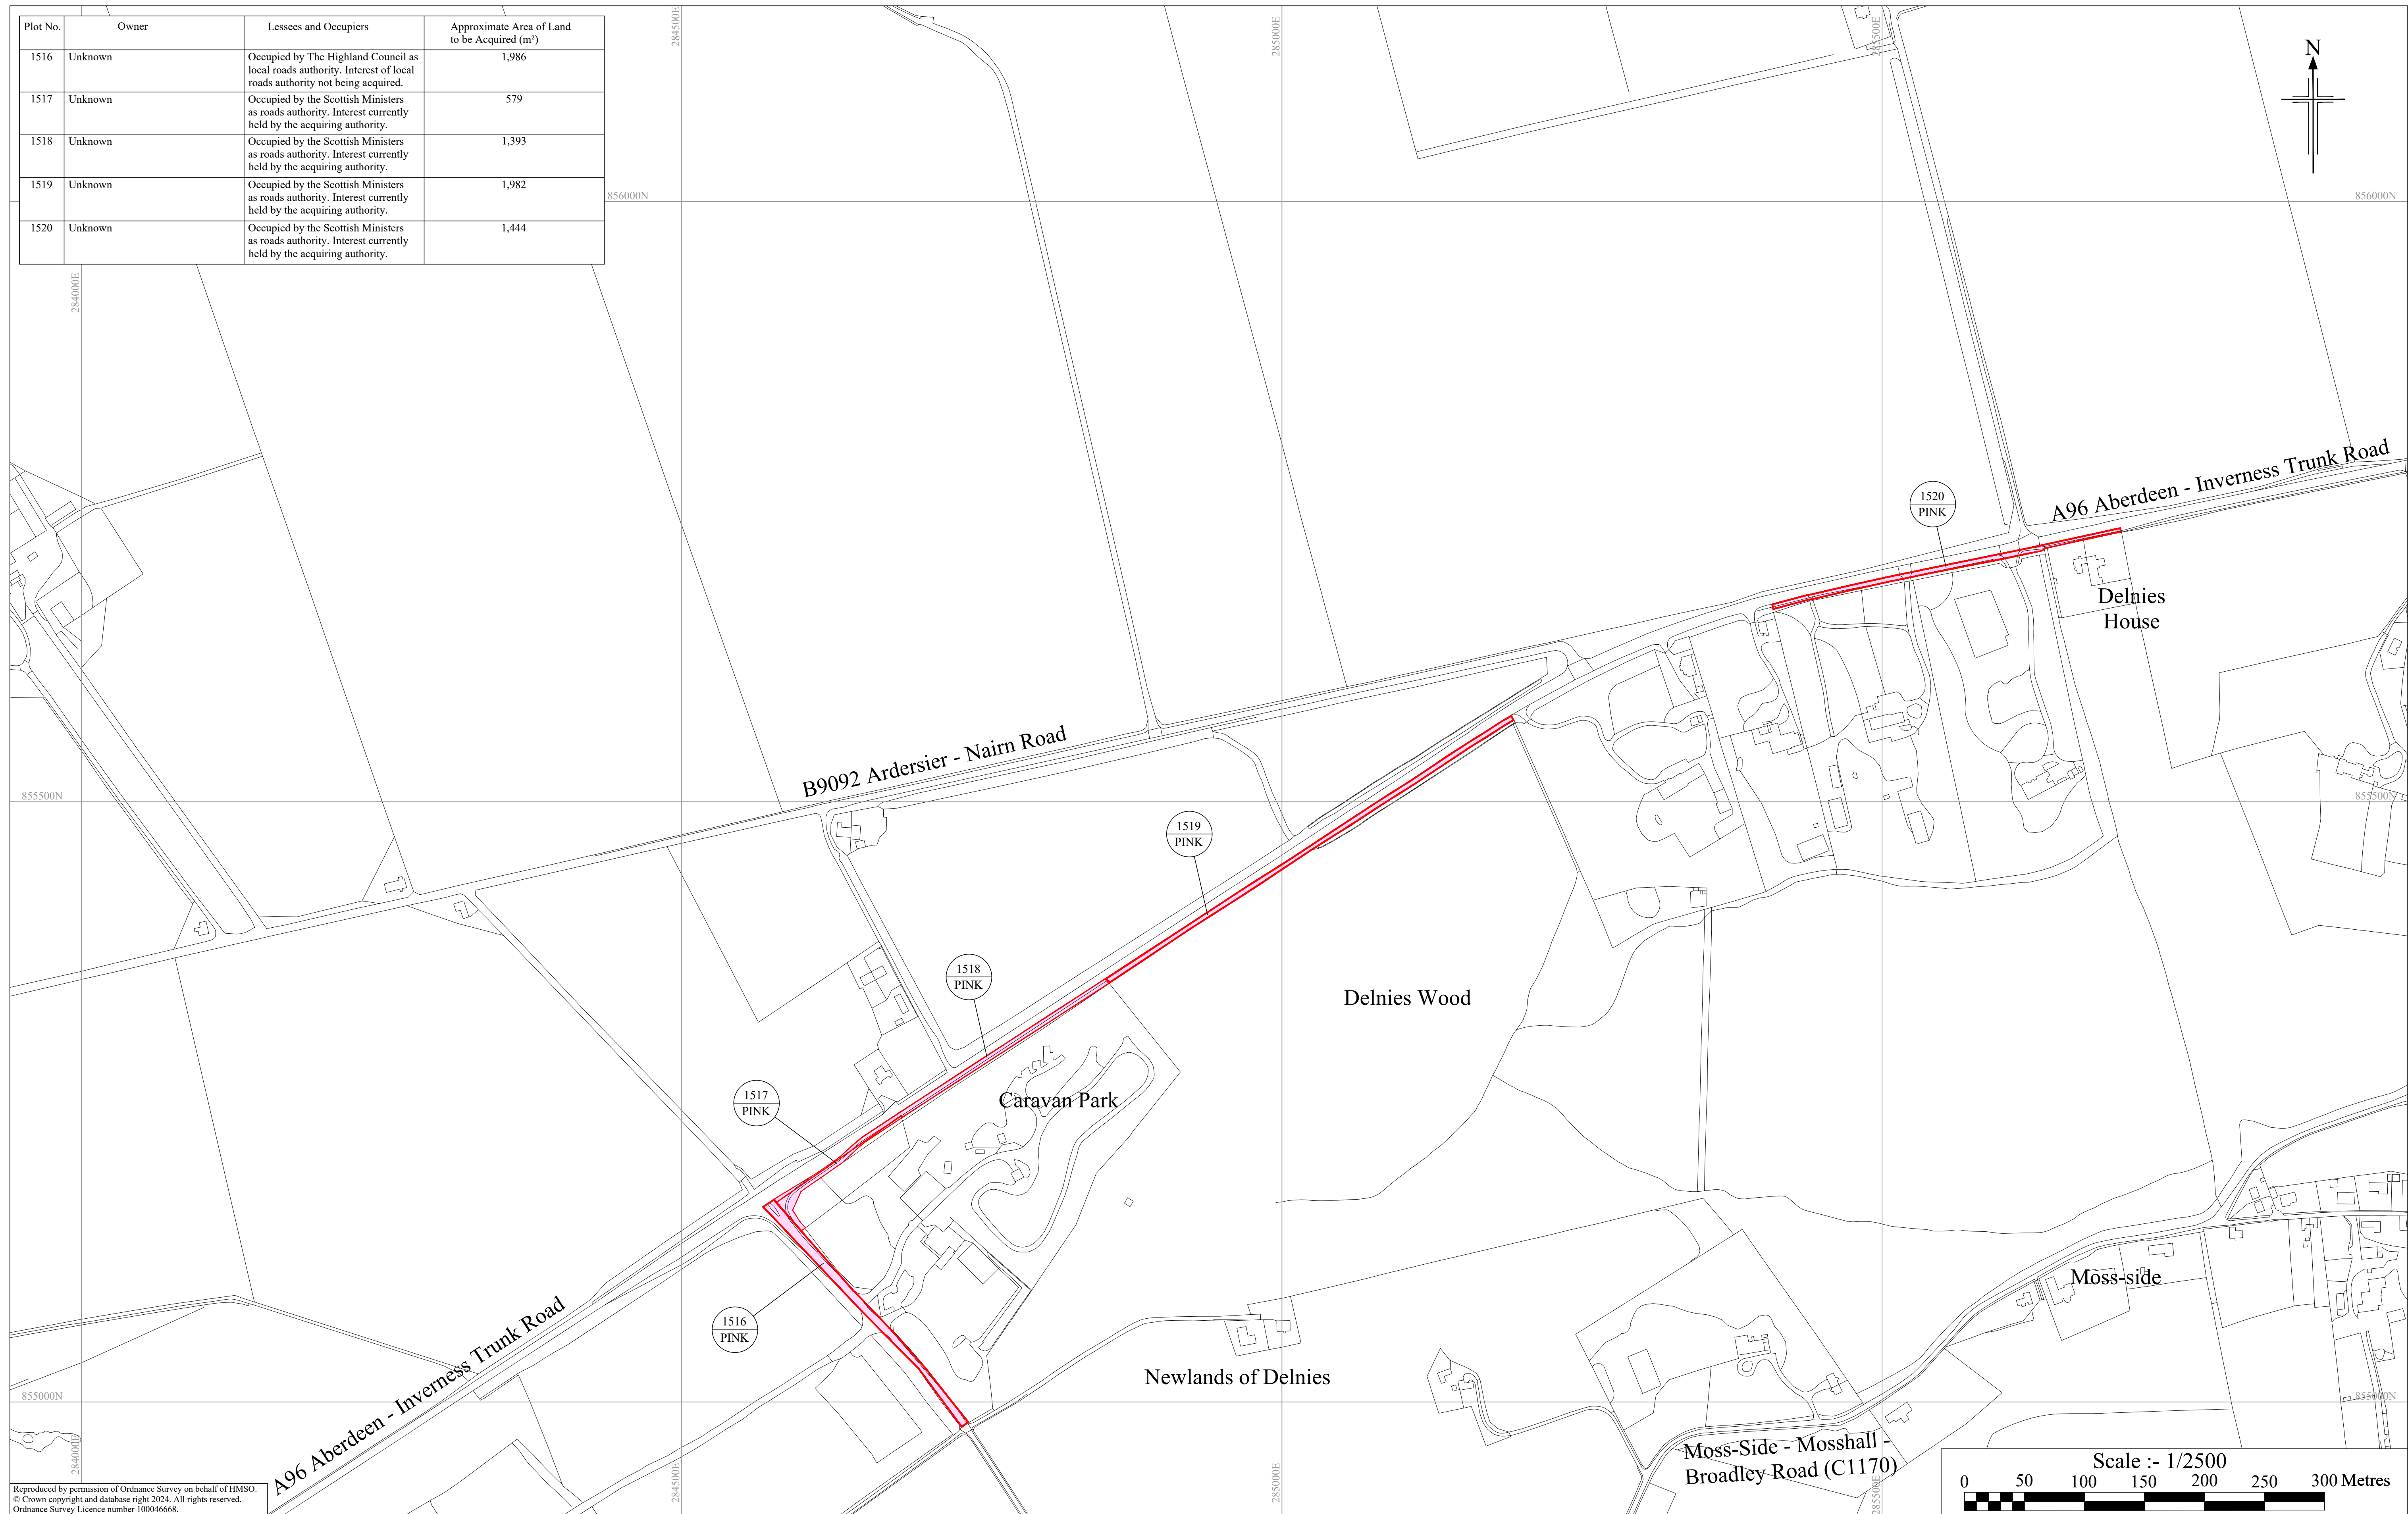 Plot No. Owner Lessees and Occupiers Approximate Area of Land
to be Acquired (m²)
1516 Unknown Occupied by The Highland Council as 1,986
local roads authority. Interest of local
roads authority not being acquired.
1517 Unknown Occupied by the Scottish Ministers 579
as roads authority. Interest currently
held by the acquiring authority.
1518 Unknown Occupied by the Scottish Ministers 1,393
as roads authority. Interest currently
held by the acquiring authority.
1519 Unknown Occupied by the Scottish Ministers 1,982
as roads authority. Interest currently
held by the acquiring authority.
1520 Unknown Occupied by the Scottish Ministers 1,444
as roads authority. Interest currently
held by the acquiring authority.
284500E
285000E
285500E
N
856000N
856000N
284000E
A96 Aberdeen - Inverness Trunk Road
1520
PINK
Delnies
House
B9092 Ardersier - Nairn Road
855500N
855500N
1519
PINK
1518
PINK
Delnies Wood
1517
PINK
Caravan Park
Moss-side
1516
PINK
A96 Aberdeen - Inverness Trunk Road
Newlands of Delnies
855000N
855000N
284000E
284500E
285000E
285500E
Moss-Side - Mosshall -
Broadley Road (C1170)
Scale :- 1/2500
0 50 100 150 200 250 300 Metres
Reproduced by permission of Ordnance Survey on behalf of HMSO.
© Crown copyright and database right 2024. All rights reserved.
Ordnance Survey Licence number 100046668.